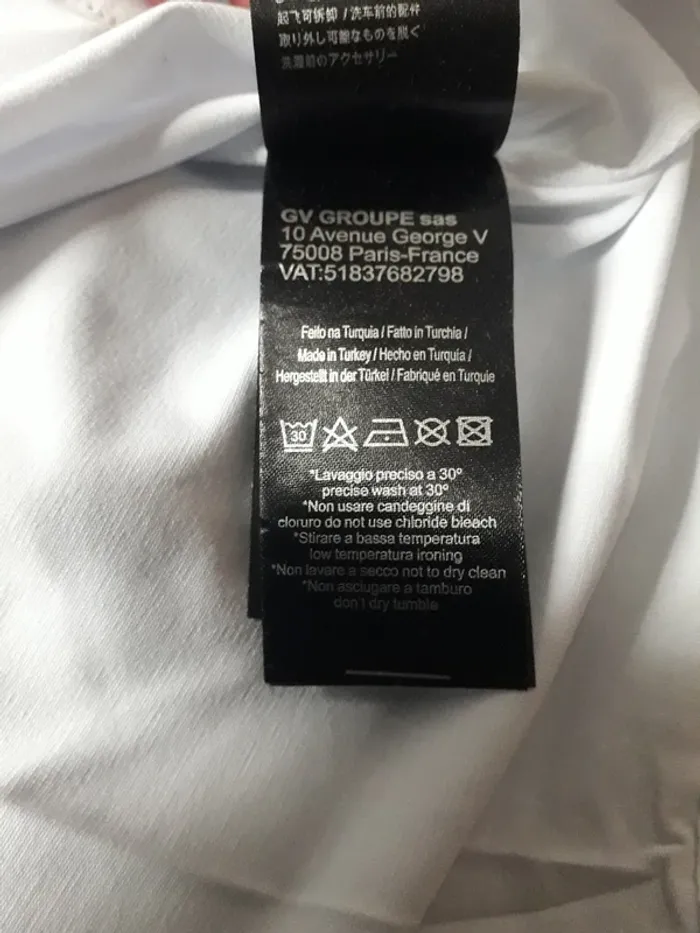 起飞可拆卸 / 洗车前的配件
取り外し可能なものを脱ぐ
洗濯前のアクセサリー
GV GROUPE sas
10 Avenue George V
75008 Paris-France
VAT:51837682798
Feito na Turquia / Fatto in Turchia /
Made in Turkey / Hecho en Turquía /
Hergestellt in der Türkei / Fabriqué en Turquie
30
*Lavaggio preciso a 30º
precise wash at 30º
*Non usare candeggine di
cloruro do not use chloride bleach
*Stirare a bassa temperatura
low temperature ironing
*Non lavare a secco not to dry clean
*Non asciugare a tamburo
don't dry tumble